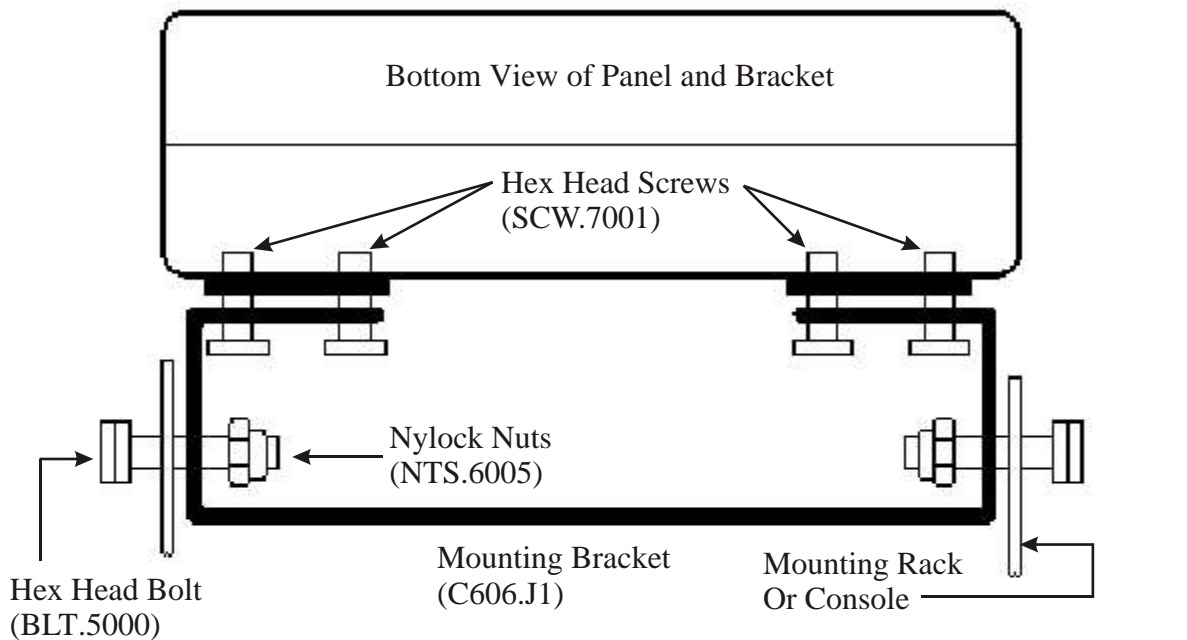 Bottom View of Panel and Bracket
Hex Head Screws
(SCW.7001)
Nylock Nuts
(NTS.6005)
Mounting Bracket
(C606.J1)
Mounting Rack
Or Console
Hex Head Bolt
(BLT.5000)